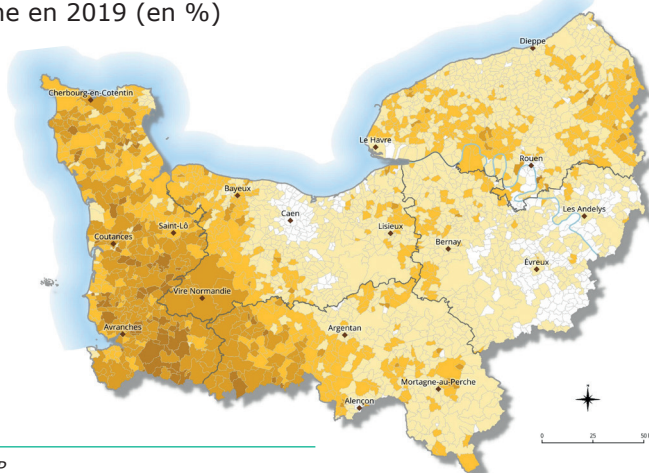 ne en 2019 (en %)
Dieppe
Cherbourg-en-Cotentin
Le Havre
Rouen
Bayeux
Les Andelys
Caen
Saint-Lô
Lisieux
Coutances
Bernay
Évreux
Vire Normandie
Avranches
Argentan
Mortagne-au-Perche
Alençon
0 25 50